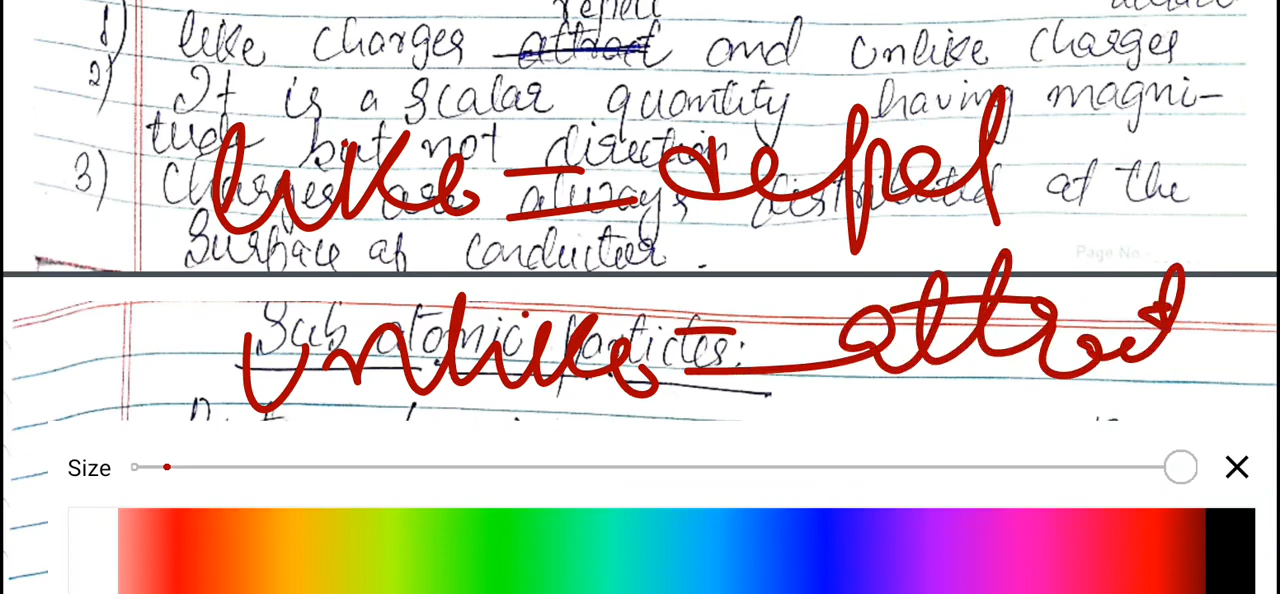 repell
1) like charges attract and unlike charges
2) It is a scalar quantity having magni-
tude but not direction
3) Charges are always distributed at the
Surface of conductor.
like = repel
Page No.
Sub atomic Particles:
unlike =
Size